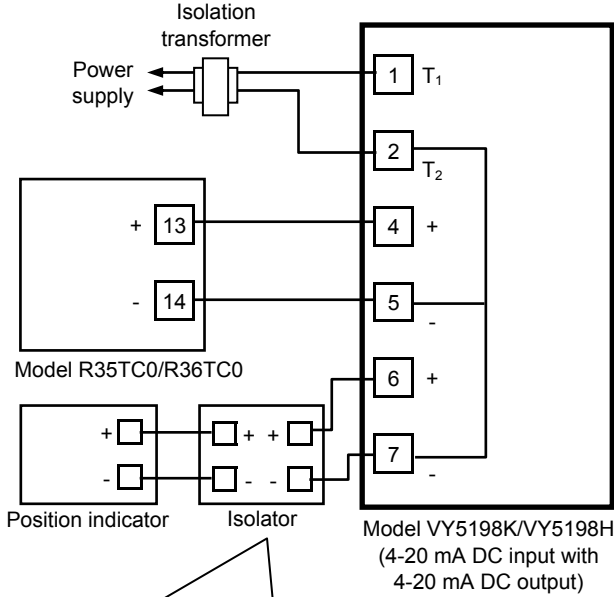 Isolation
transformer
Power
supply
1 T₁
2
T₂
+ 13
4 +
- 14
5
-
Model R35TC0/R36TC0
6 +
+ + +
7
- - -
-
Position indicator
Isolator
Model VY5198K/VY5198H
(4-20 mA DC input with
4-20 mA DC output)